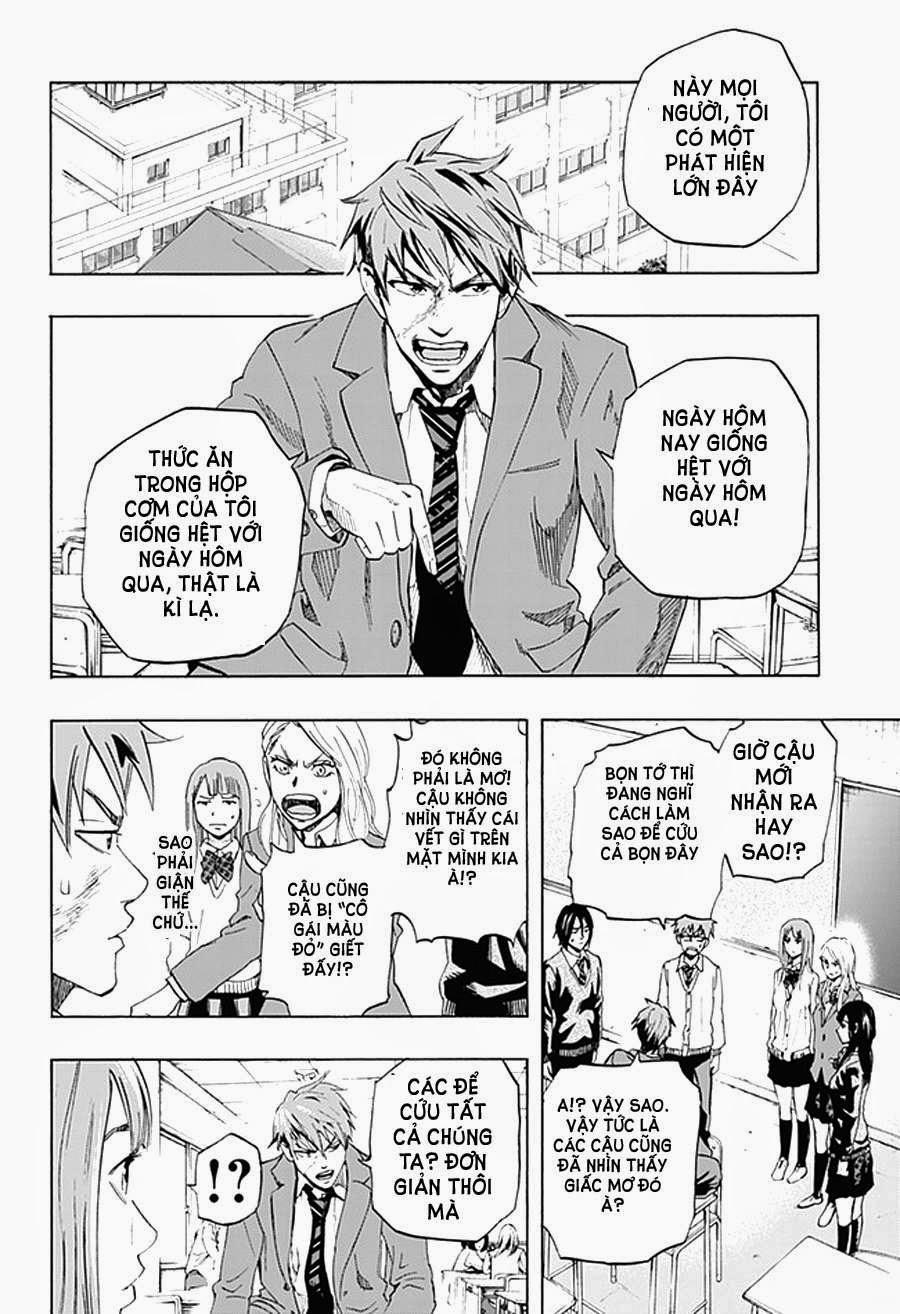 NÀY MỌI
NGƯỜI, TÔI
CÓ MỘT
PHÁT HIỆN
LỚN ĐÂY
NGÀY HÔM
NAY GIỐNG
HỆT VỚI
NGÀY HÔM
QUA!
THỨC ĂN
TRONG HỘP
CƠM CỦA TÔI
GIỐNG HỆT VỚI
NGÀY HÔM
QUA, THẬT LÀ
KÌ LẠ.
GIỜ CẬU
MỚI
NHẬN RA
HAY
SAO!?
BỌN TỚ THÌ
ĐANG NGHĨ
CÁCH LÀM
SAO ĐỂ CỨU
CẢ BỌN ĐÂY
A!? VẬY SAO.
VẬY TỨC LÀ
CÁC CẬU CŨNG
ĐÃ NHÌN THẤY
GIẤC MƠ ĐÓ
À?
ĐÓ KHÔNG
PHẢI LÀ MƠ!
CẬU KHÔNG
NHÌN THẤY CÁI
VẾT GÌ TRÊN
MẶT MÌNH KIA
À!?
CẬU CŨNG
ĐÃ BỊ “CÔ
GÁI MÀU
ĐỎ” GIẾT
ĐẤY!?
SAO
PHẢI
GIẬN
THẾ
CHỨ...
CÁC ĐỂ
CỨU TẤT
CẢ CHÚNG
TA? ĐƠN
GIẢN THÔI
MÀ
!?